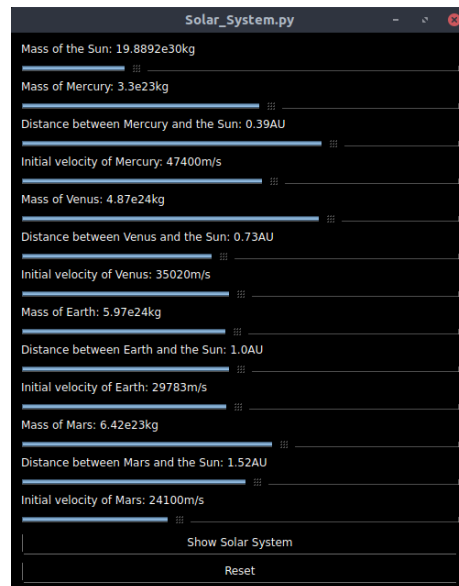 Solar_System.py
Mass of the Sun: 19.8892e30kg
Mass of Mercury: 3.3e23kg
Distance between Mercury and the Sun: 0.39AU
Initial velocity of Mercury: 47400m/s
Mass of Venus: 4.87e24kg
Distance between Venus and the Sun: 0.73AU
Initial velocity of Venus: 35020m/s
Mass of Earth: 5.97e24kg
Distance between Earth and the Sun: 1.0AU
Initial velocity of Earth: 29783m/s
Mass of Mars: 6.42e23kg
Distance between Mars and the Sun: 1.52AU
Initial velocity of Mars: 24100m/s
Show Solar System
Reset